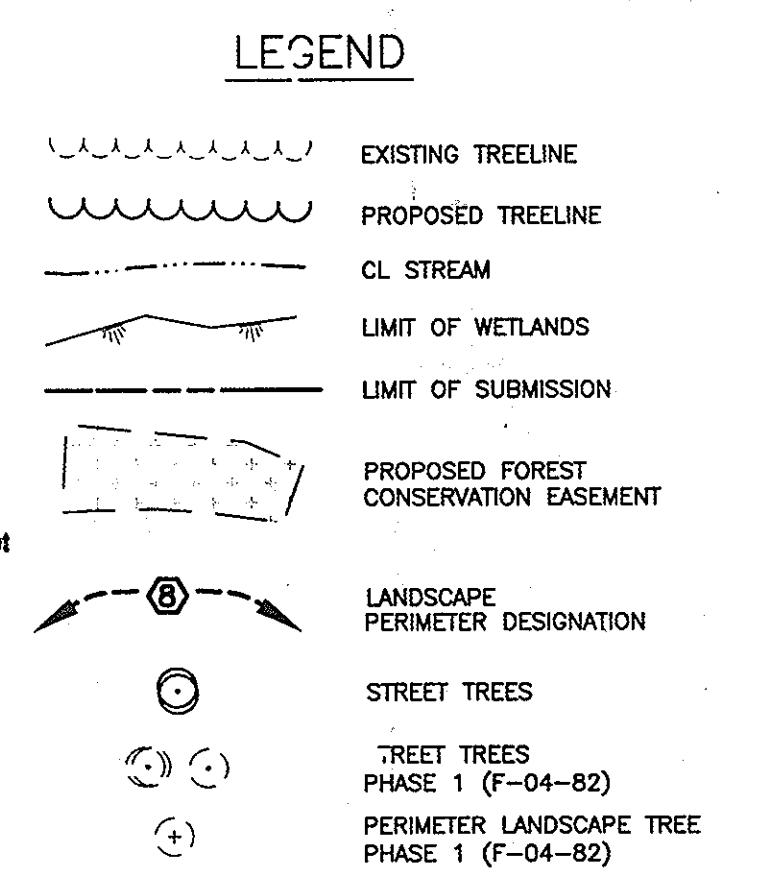 LEGEND
EXISTING TREELINE
PROPOSED TREELINE
CL STREAM
LIMIT OF WETLANDS
LIMIT OF SUBMISSION
PROPOSED FOREST
CONSERVATION EASEMENT
8
LANDSCAPE
PERIMETER DESIGNATION
STREET TREES
TREET TREES
PHASE 1 (F-04-82)
PERIMETER LANDSCAPE TREE
PHASE 1 (F-04-82)